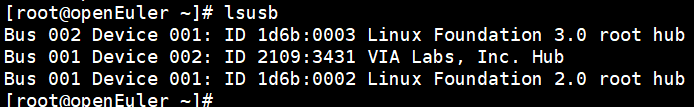 [root@openEuler ~]# lsusb
Bus 002 Device 001: ID 1d6b:0003 Linux Foundation 3.0 root hub
Bus 001 Device 002: ID 2109:3431 VIA Labs, Inc. Hub
Bus 001 Device 001: ID 1d6b:0002 Linux Foundation 2.0 root hub
[root@openEuler ~]#